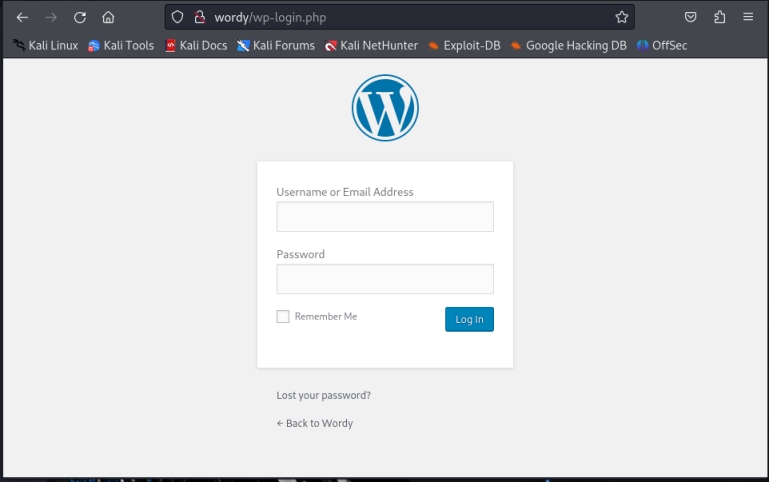 wordy/wp-login.php
Kali Linux Kali Tools Kali Docs Kali Forums Kali NetHunter Exploit-DB Google Hacking DB OffSec
Username or Email Address
Password
Remember Me Log In
Lost your password?
← Back to Wordy